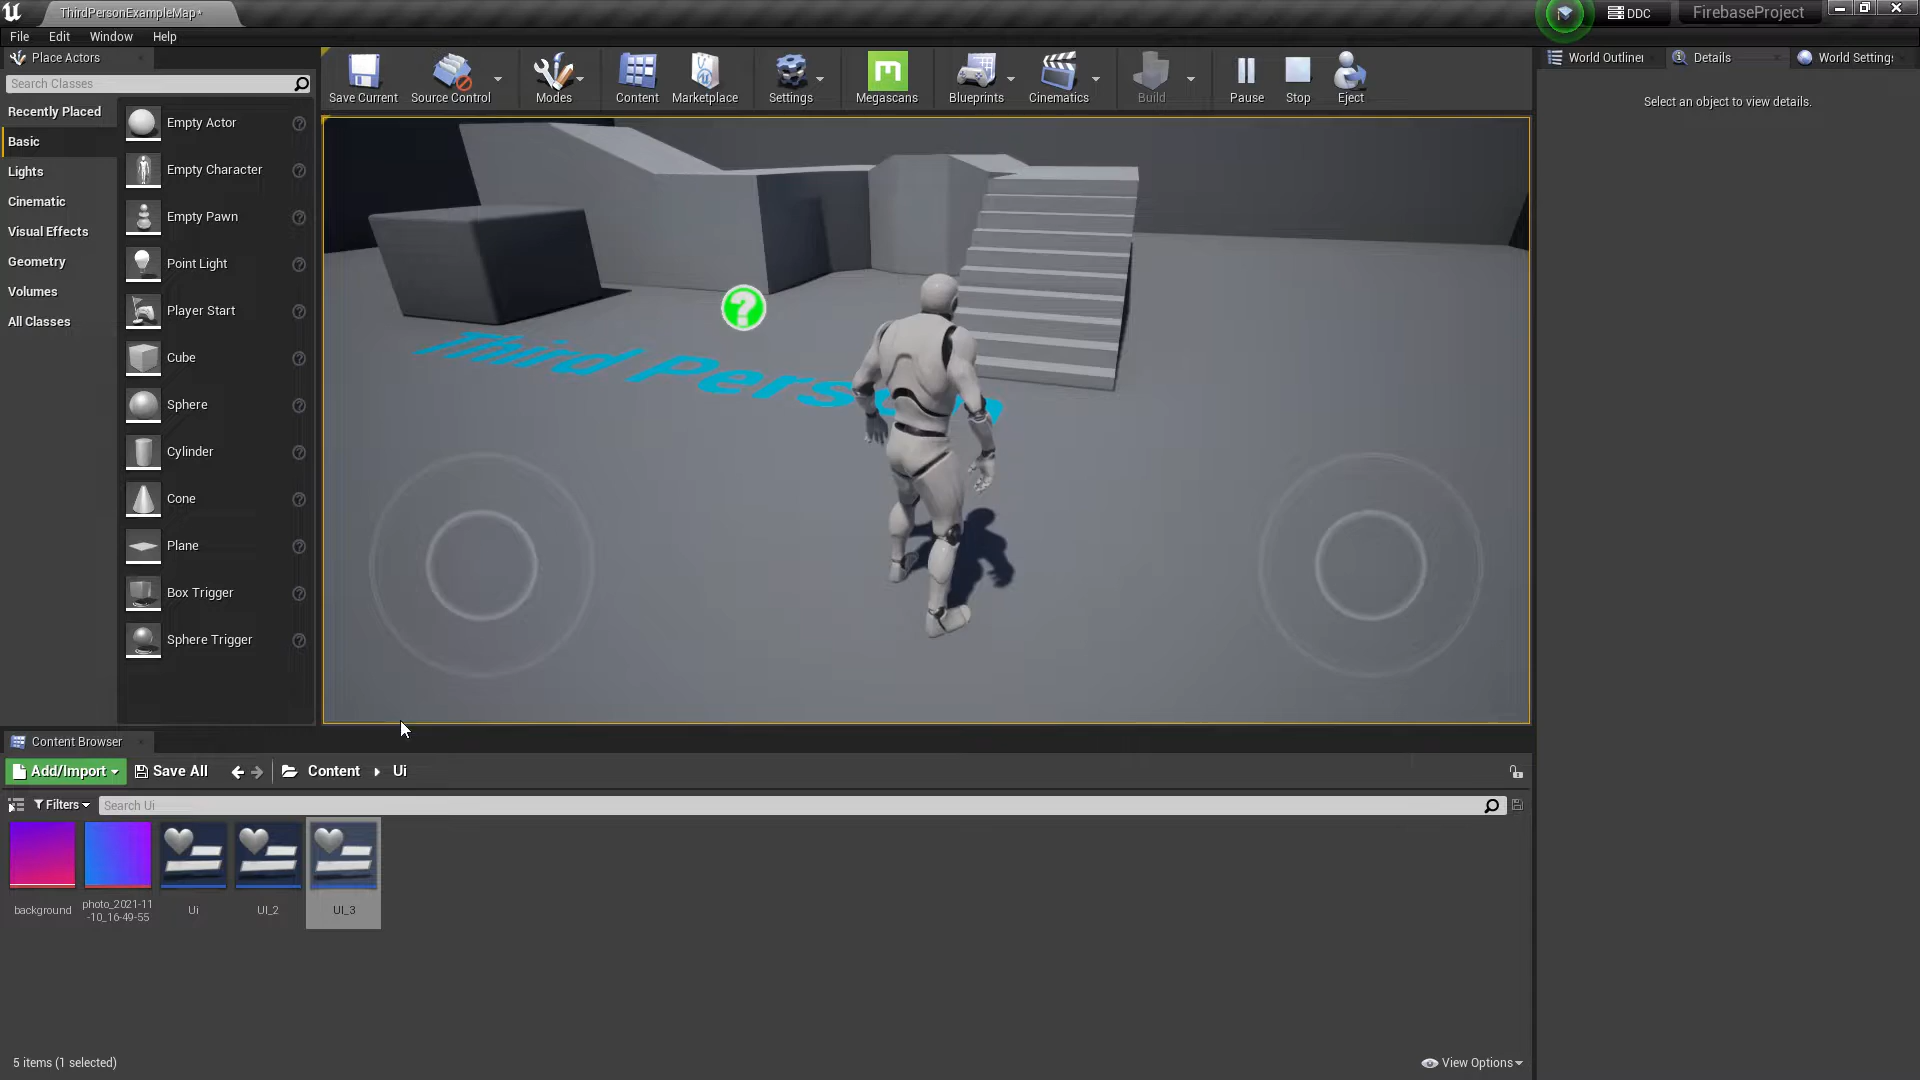 ThirdPersonExampleMap*
DDC
FirebaseProject
File
Edit
Window
Help
Place Actors
Search Classes
Recently Placed
Basic
Lights
Cinematic
Visual Effects
Geometry
Volumes
All Classes
Empty Actor
Empty Character
Empty Pawn
Point Light
Player Start
Cube
Sphere
Cylinder
Cone
Plane
Box Trigger
Sphere Trigger
Save Current
Source Control
Modes
Content
Marketplace
Settings
Megascans
Blueprints
Cinematics
Build
Pause
Stop
Eject
Third Person
World Outliner
Details
World Settings
Select an object to view details.
Content Browser
Add/Import
Save All
Content
Ui
Filters
Search Ui
background
photo_2021-11
-10_16-49-55
Ui
UI_2
UI_3
5 items (1 selected)
View Options